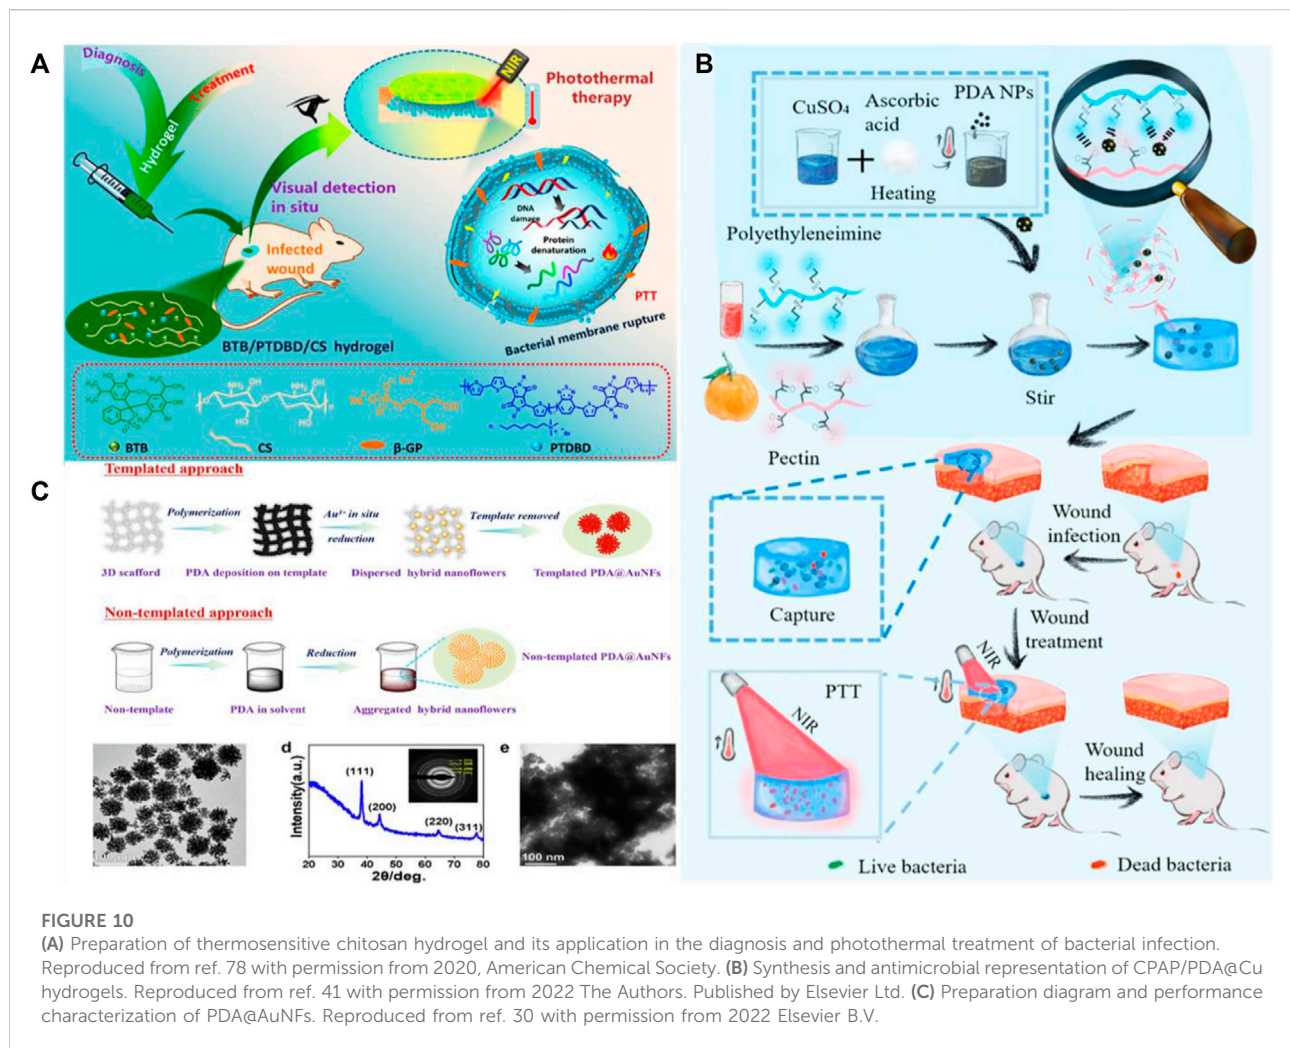 A
Diagnosis
Treatment
Hydrogel
NIR
Photothermal
therapy
Visual detection
in situ
Infected
wound
DNA
damage
Protein
denaturation
PTT
Bacterial membrane rupture
BTB/PTDBD/CS hydrogel
BTB
CS
β-GP
PTDBD
B
CuSO₄
Ascorbic
acid
PDA NPs
+
Heating
Polyethyleneimine
Stir
Pectin
Wound
infection
Capture
Wound
treatment
PTT
NIR
NIR
Wound
healing
Live bacteria
Dead bacteria
C
Templated approach
Polymerization
Au³⁺ in situ
reduction
Template removed
3D scafford
PDA deposition on template
Dispersed hybrid nanoflowers
Templated PDA@AuNFs
Non-templated approach
Polymerization
Reduction
Non-templated PDA@AuNFs
Non-template
PDA in solvent
Aggregated hybrid nanoflowers
d
Intensity(a.u.)
(111)
(200)
(220)
(311)
20 30 40 50 60 70 80
2θ/deg.
e
100 nm
FIGURE 10
(A) Preparation of thermosensitive chitosan hydrogel and its application in the diagnosis and photothermal treatment of bacterial infection.
Reproduced from ref. 78 with permission from 2020, American Chemical Society. (B) Synthesis and antimicrobial representation of CPAP/PDA@Cu
hydrogels. Reproduced from ref. 41 with permission from 2022 The Authors. Published by Elsevier Ltd. (C) Preparation diagram and performance
characterization of PDA@AuNFs. Reproduced from ref. 30 with permission from 2022 Elsevier B.V.